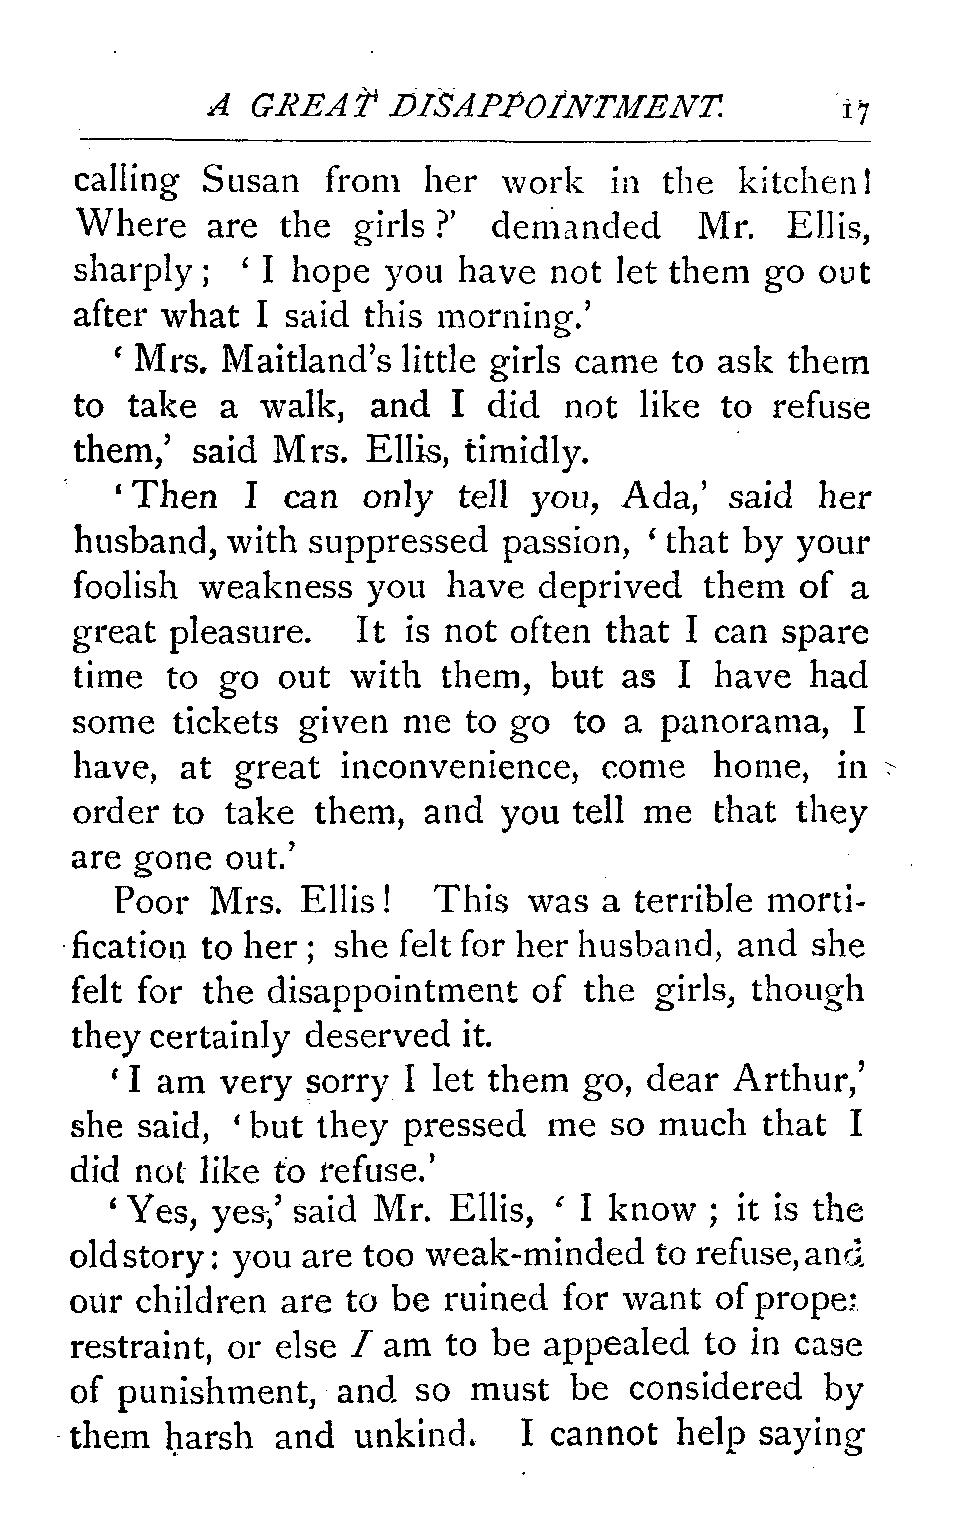 A GREAT DISAPPOINTMENT. 17
calling Susan from her work in the kitchen!
Where are the girls?' demanded Mr. Ellis,
sharply; 'I hope you have not let them go out
after what I said this morning.'
'Mrs. Maitland's little girls came to ask them
to take a walk, and I did not like to refuse
them,' said Mrs. Ellis, timidly.
'Then I can only tell you, Ada,' said her
husband, with suppressed passion, 'that by your
foolish weakness you have deprived them of a
great pleasure. It is not often that I can spare
time to go out with them, but as I have had
some tickets given me to go to a panorama, I
have, at great inconvenience, come home, in
order to take them, and you tell me that they
are gone out.'
Poor Mrs. Ellis! This was a terrible morti-
fication to her; she felt for her husband, and she
felt for the disappointment of the girls, though
they certainly deserved it.
'I am very sorry I let them go, dear Arthur,'
she said, 'but they pressed me so much that I
did not like to refuse.'
'Yes, yes,' said Mr. Ellis, 'I know; it is the
old story: you are too weak-minded to refuse, and
our children are to be ruined for want of proper
restraint, or else I am to be appealed to in case
of punishment, and so must be considered by
them harsh and unkind. I cannot help saying